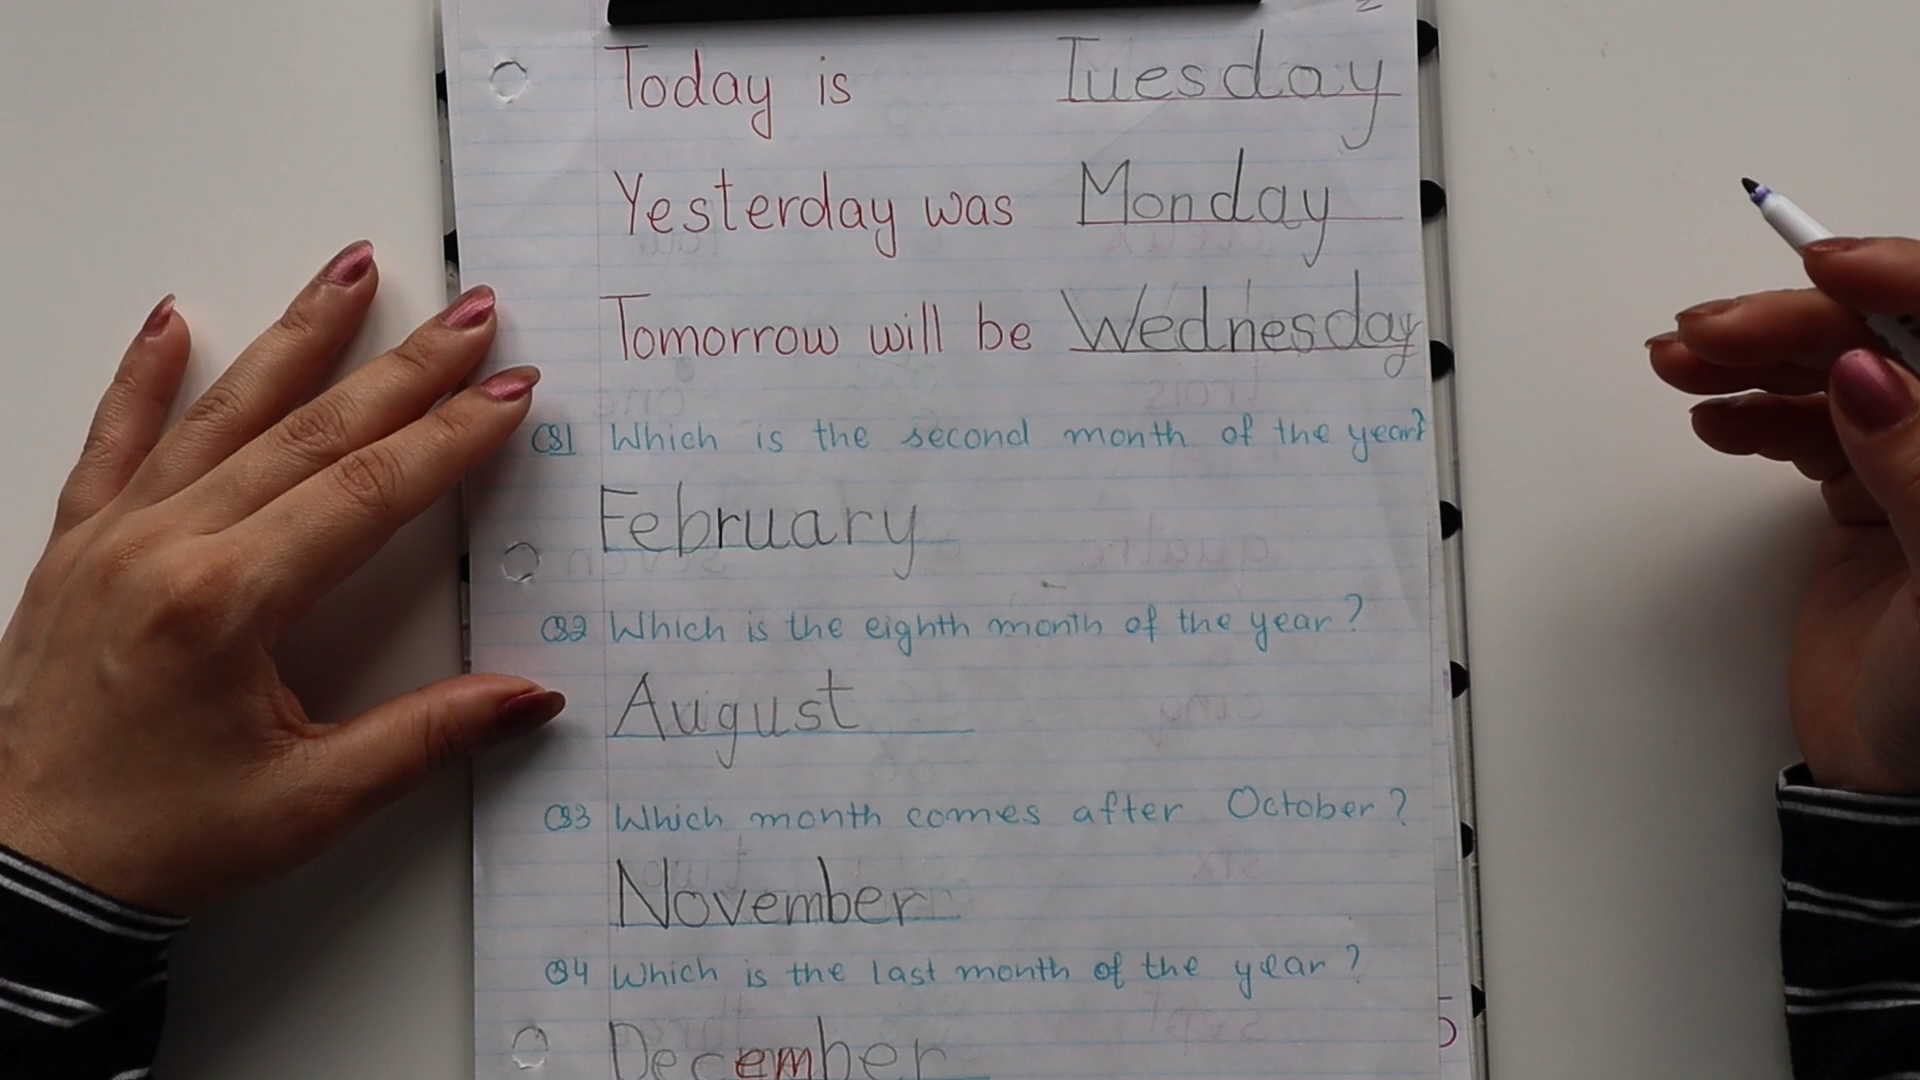 Today is Tuesday
Yesterday was Monday
Tomorrow will be Wednesday
Q1 Which is the second month of the year?
February
Q2 Which is the eighth month of the year?
August
Q3 Which month comes after October?
November
Q4 Which is the last month of the year?
December
5